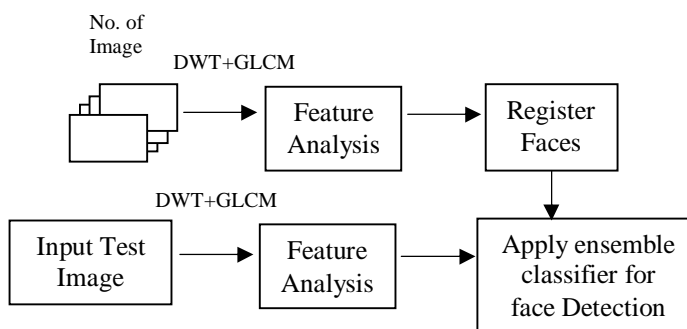 No. of
Image
DWT+GLCM
Feature
Analysis
Register
Faces
DWT+GLCM
Input Test
Image
Feature
Analysis
Apply ensemble
classifier for
face Detection